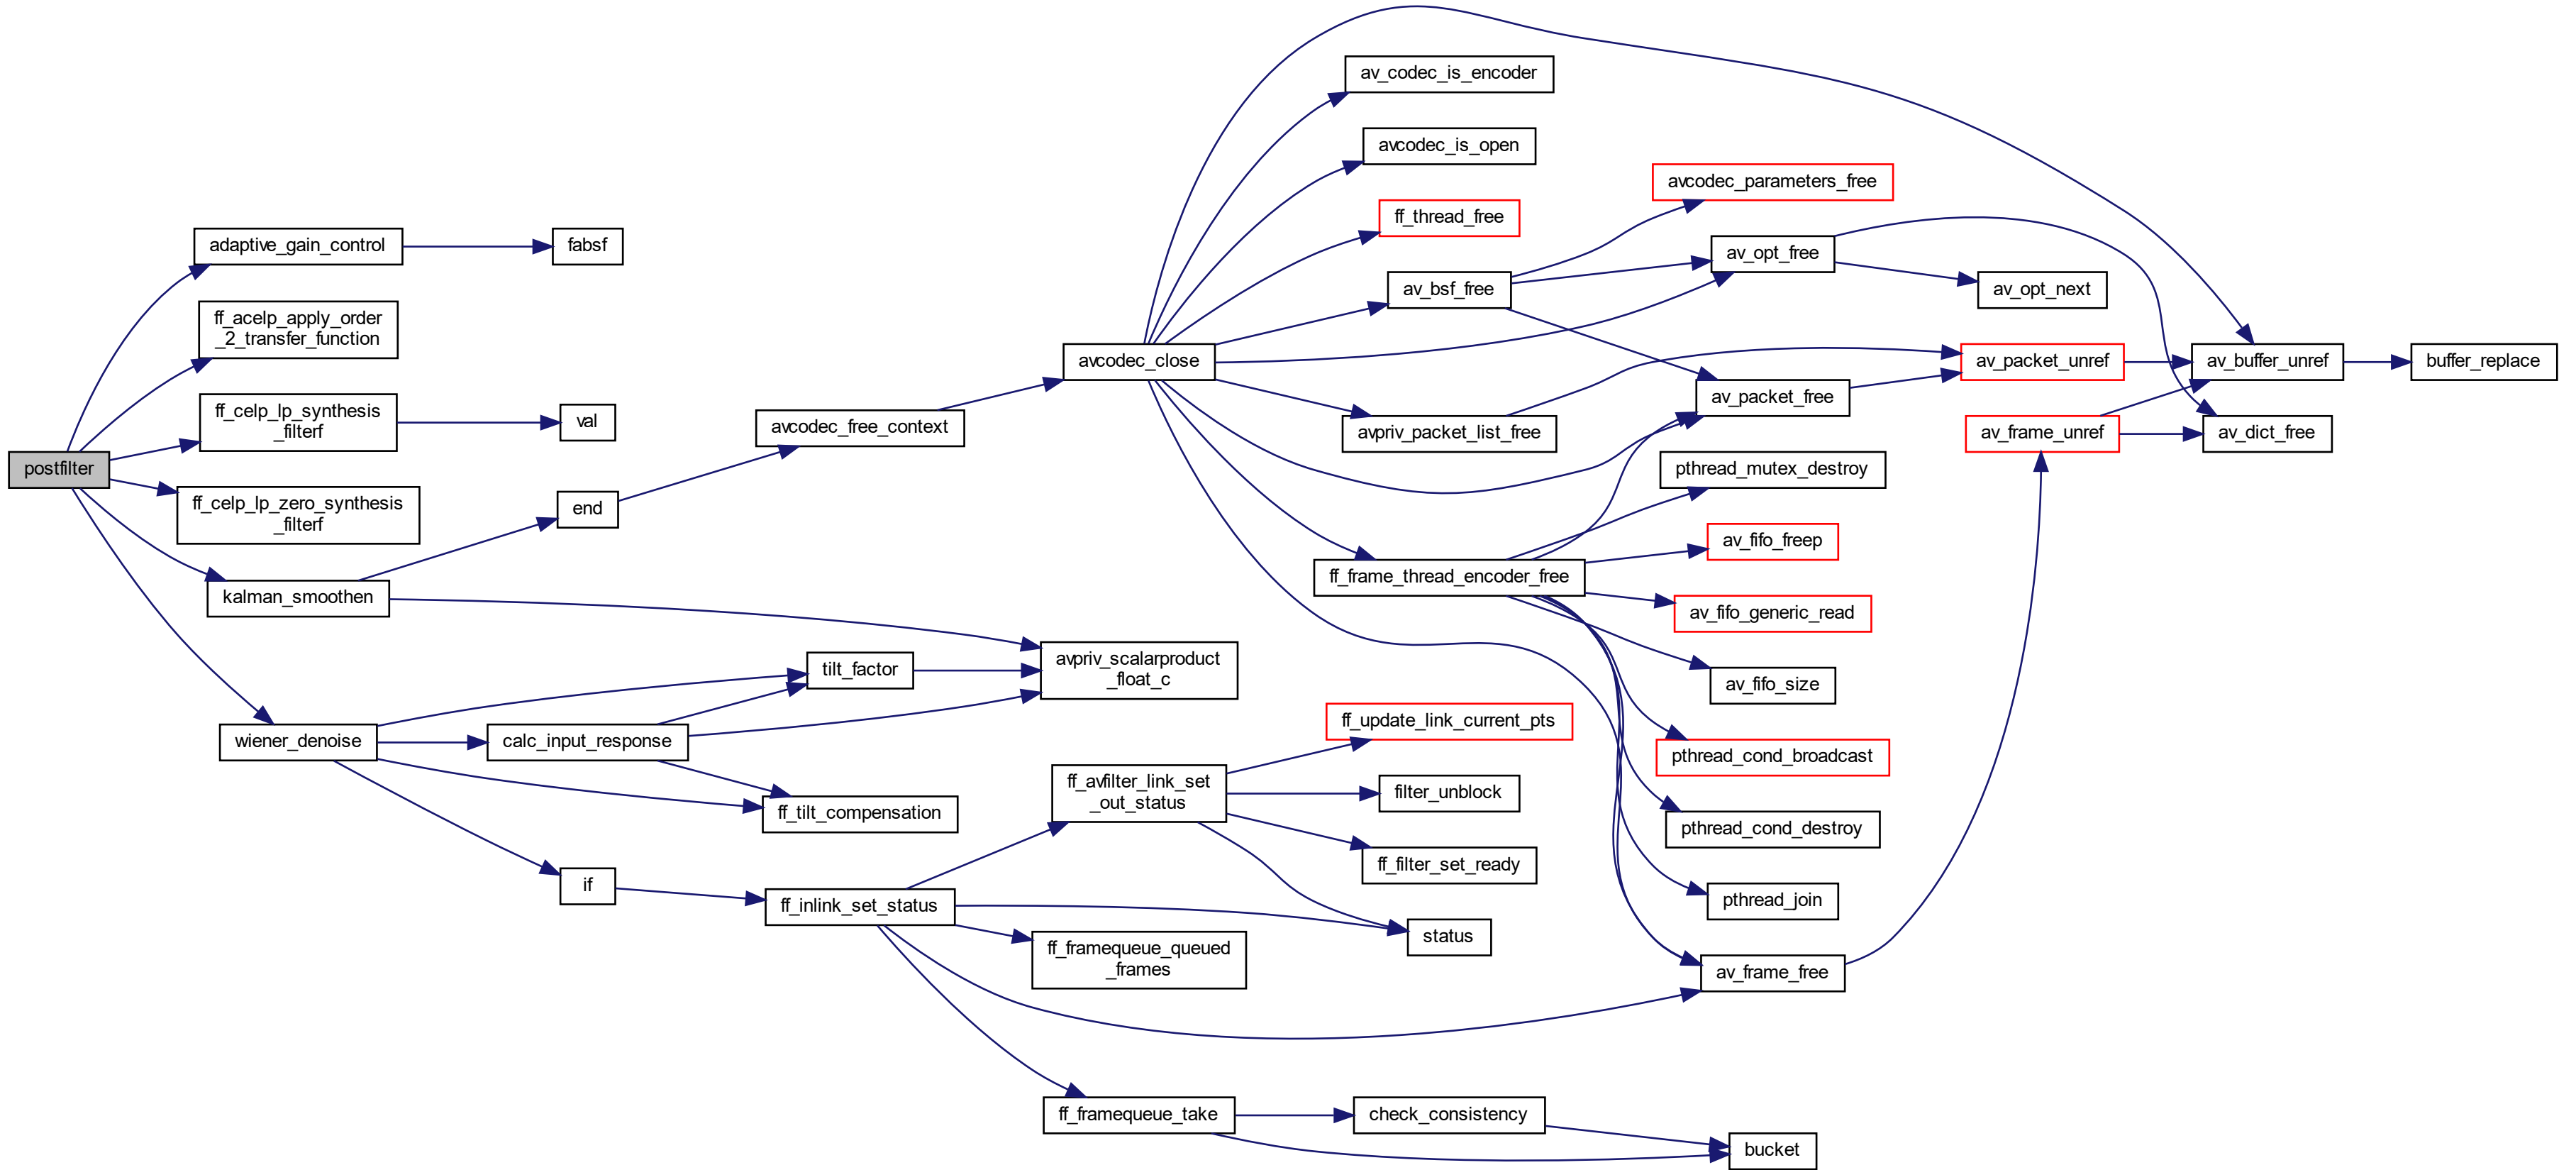 postfilter
adaptive_gain_control
fabsf
ff_acelp_apply_order
_2_transfer_function
ff_celp_lp_synthesis
_filterf
val
ff_celp_lp_zero_synthesis
_filterf
kalman_smoothen
end
avcodec_free_context
avcodec_close
av_codec_is_encoder
avcodec_is_open
ff_thread_free
av_bsf_free
avcodec_parameters_free
av_opt_free
av_opt_next
av_packet_free
av_packet_unref
av_buffer_unref
buffer_replace
avpriv_packet_list_free
av_frame_unref
av_dict_free
ff_frame_thread_encoder_free
pthread_mutex_destroy
av_fifo_freep
av_fifo_generic_read
av_fifo_size
pthread_cond_broadcast
pthread_cond_destroy
pthread_join
av_frame_free
avpriv_scalarproduct
_float_c
wiener_denoise
tilt_factor
calc_input_response
ff_tilt_compensation
if
ff_inlink_set_status
ff_avfilter_link_set
_out_status
ff_update_link_current_pts
filter_unblock
ff_filter_set_ready
status
ff_framequeue_queued
_frames
ff_framequeue_take
check_consistency
bucket